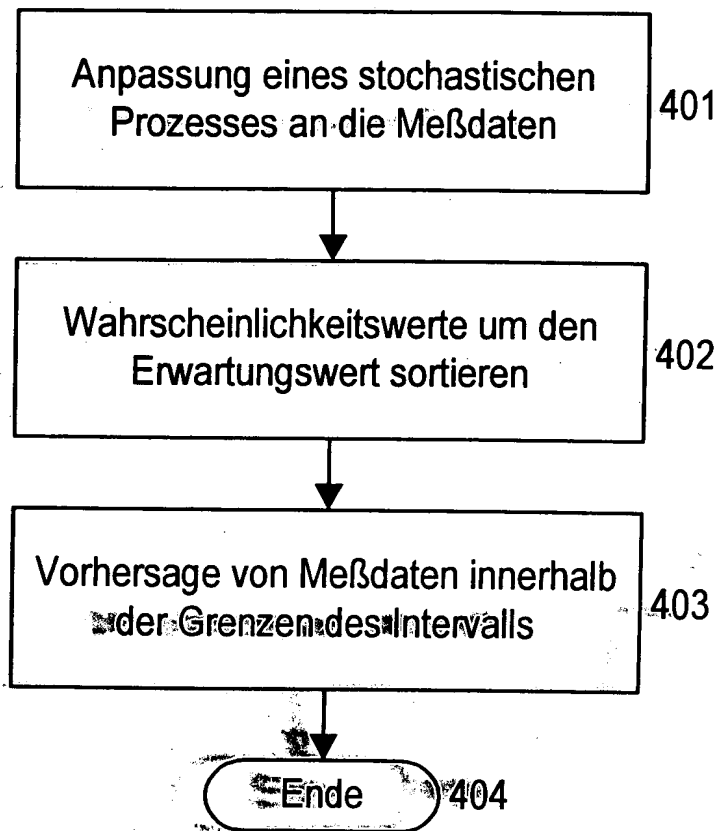 Anpassung eines stochastischen
Prozesses an die Meßdaten
401
Wahrscheinlichkeitswerte um den
Erwartungswert sortieren
402
Vorhersage von Meßdaten innerhalb
der Grenzen des Intervalls
403
Ende
404